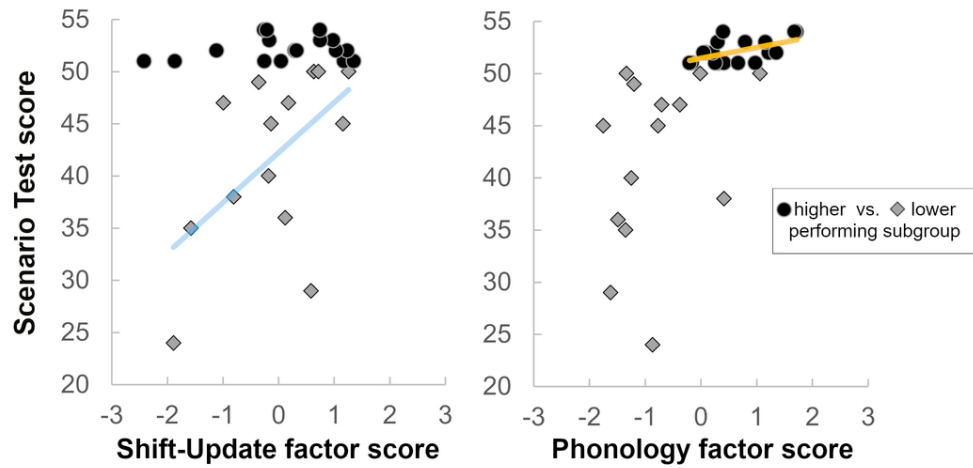 Scenario Test score
55
50
45
40
35
30
25
20
-3 -2 -1 0 1 2 3
Shift-Update factor score
55
50
45
40
35
30
25
20
-3 -2 -1 0 1 2 3
Phonology factor score
higher vs. lower
performing subgroup